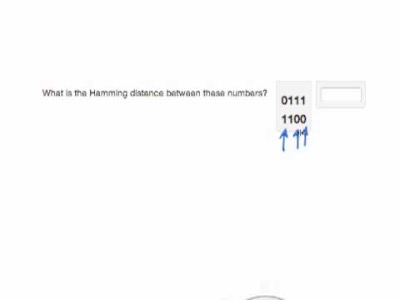 What is the Hamming distance between these numbers?
0111
1100